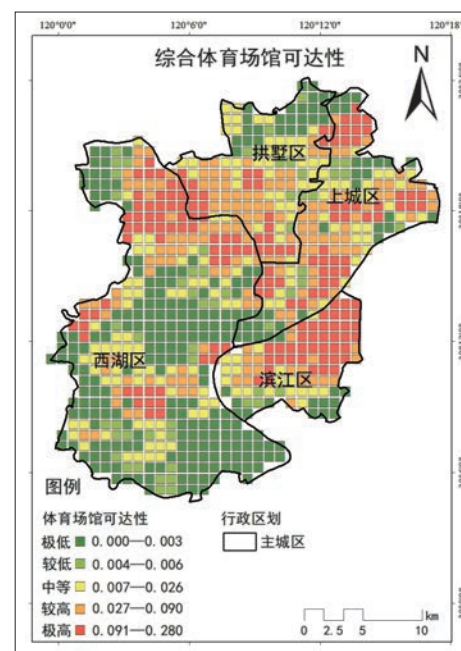 120°0′0″ 120°6′0″ 120°12′0″ 120°18′
综合体育场馆可达性
N
拱墅区
上城区
西湖区
滨江区
图例
体育场馆可达性 行政区划
极低 0.000—0.003 主城区
较低 0.004—0.006
中等 0.007—0.026
较高 0.027—0.090
极高 0.091—0.280
km
0 2.5 5 10